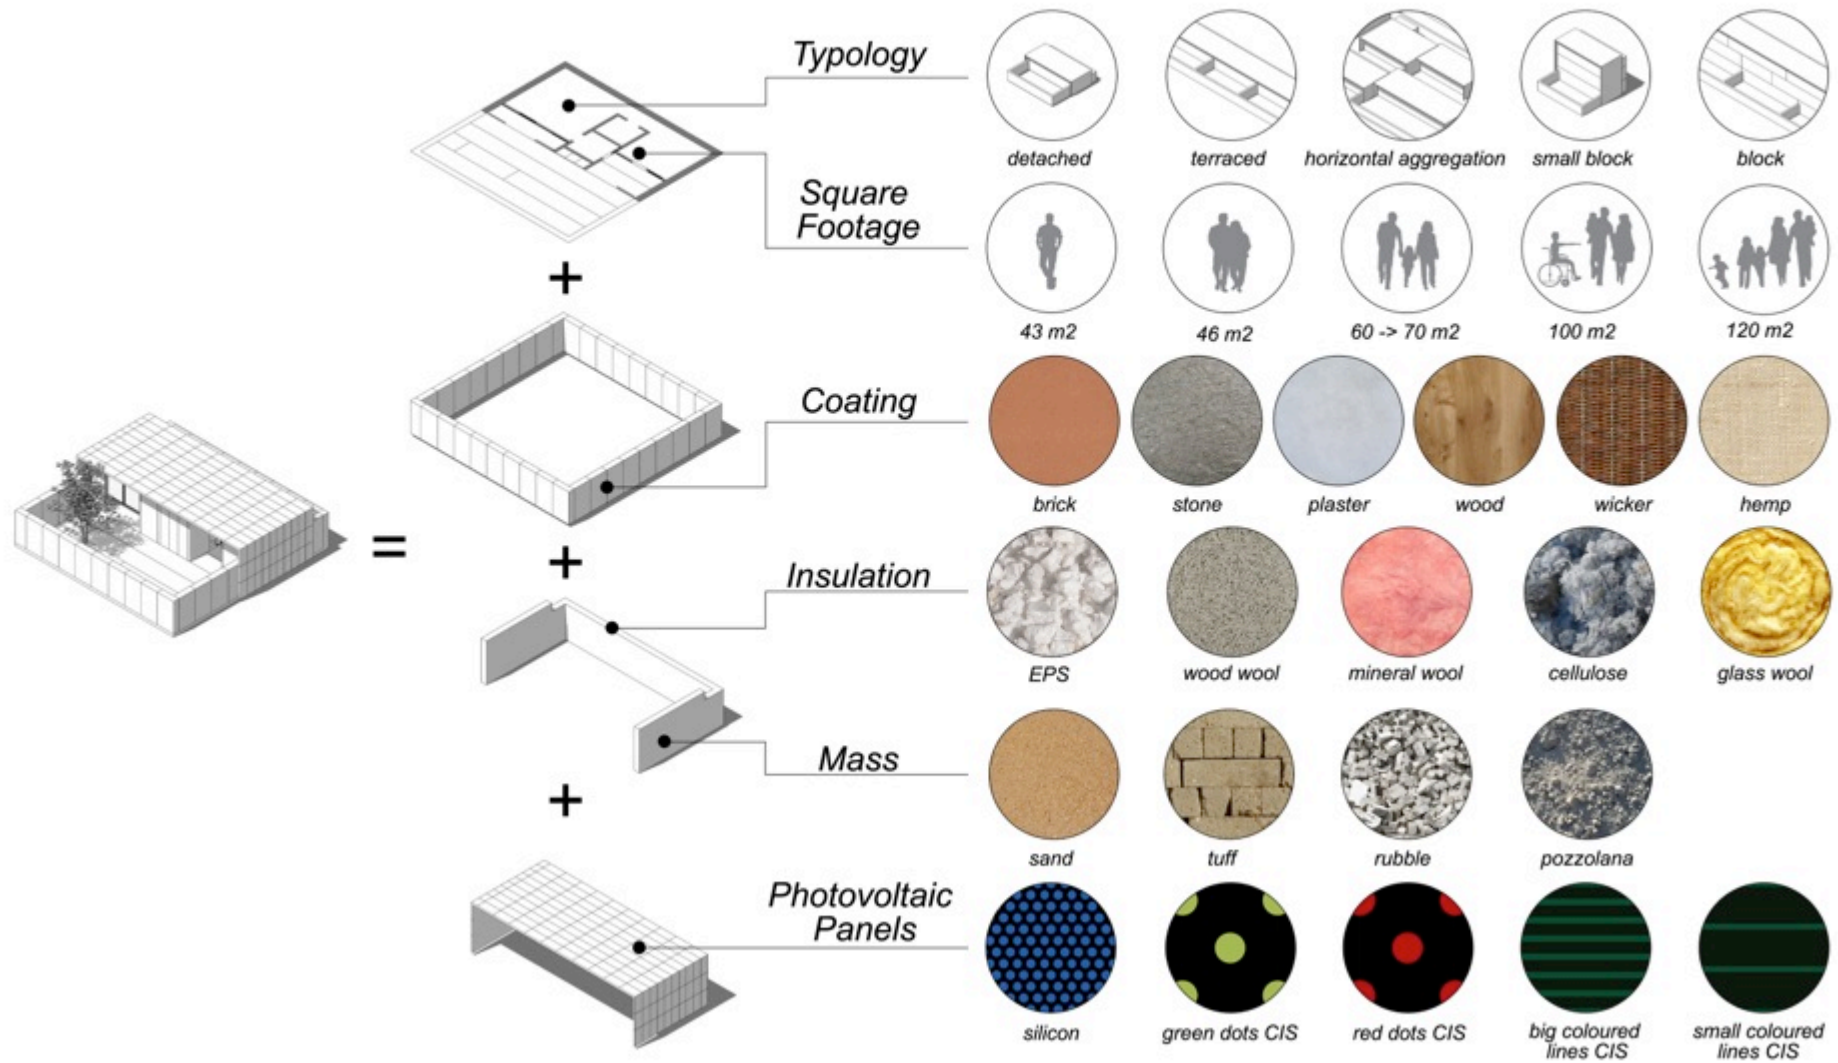 Typology
detached
terraced
horizontal aggregation
small block
block
Square
Footage
43 m2
46 m2
60 -> 70 m2
100 m2
120 m2
+
Coating
brick
stone
plaster
wood
wicker
hemp
=
+
Insulation
EPS
wood wool
mineral wool
cellulose
glass wool
Mass
sand
tuff
rubble
pozzolana
+
Photovoltaic
Panels
silicon
green dots CIS
red dots CIS
big coloured
lines CIS
small coloured
lines CIS